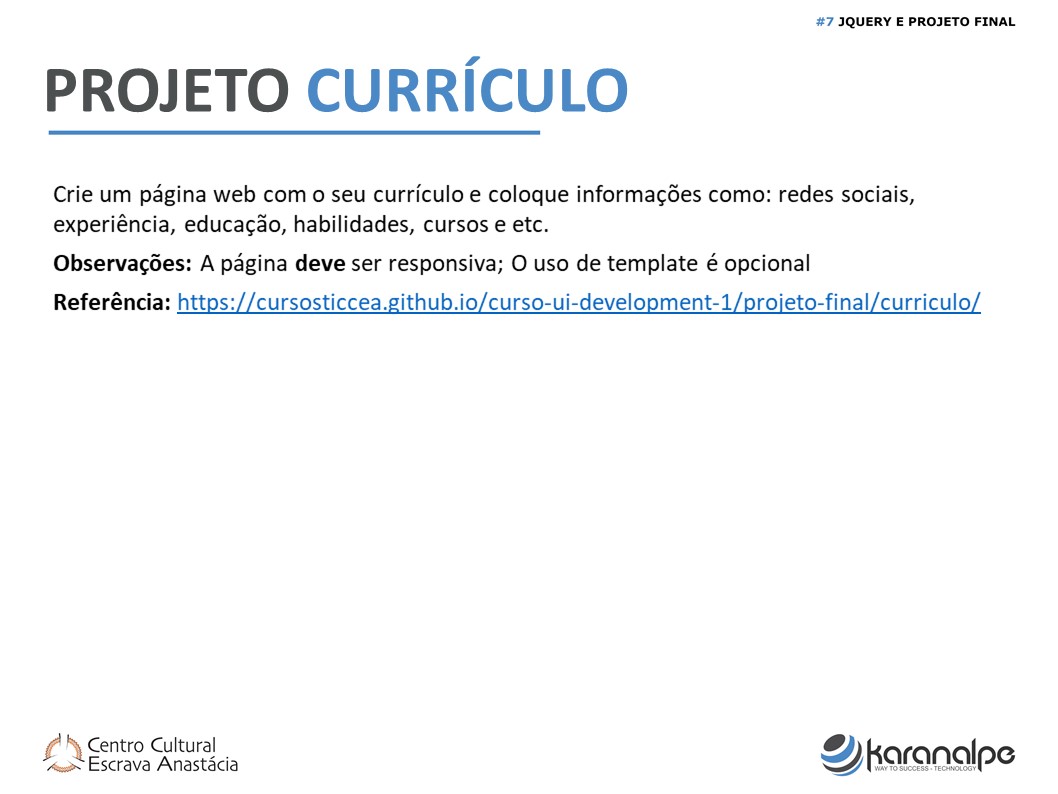 #7 JQUERY E PROJETO FINAL
PROJETO CURRÍCULO
Crie um página web com o seu currículo e coloque informações como: redes sociais,
experiência, educação, habilidades, cursos e etc.
Observações: A página deve ser responsiva; O uso de template é opcional
Referência: https://cursosticcea.github.io/curso-ui-development-1/projeto-final/curriculo/
Centro Cultural
Escrava Anastácia
karanalpe
WAY TO SUCCESS - TECHNOLOGY